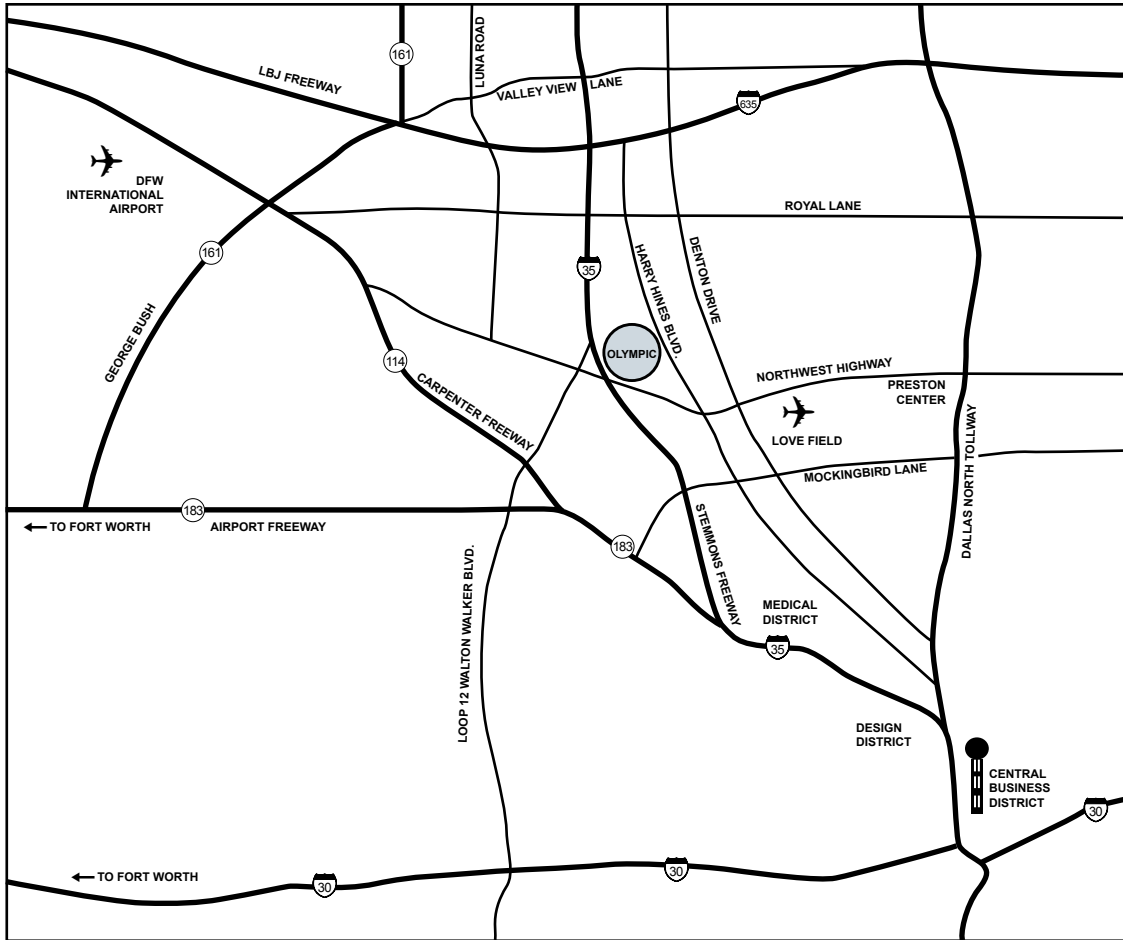 161
LUNA ROAD
LBJ FREEWAY
VALLEY VIEW LANE
635
DFW
INTERNATIONAL
AIRPORT
ROYAL LANE
161
35
HARRY HINES BLVD.
DENTON DRIVE
GEORGE BUSH
OLYMPIC
114
NORTHWEST HIGHWAY
PRESTON
CENTER
CARPENTER FREEWAY
LOVE FIELD
MOCKINGBIRD LANE
DALLAS NORTH TOLLWAY
183
TO FORT WORTH
AIRPORT FREEWAY
183
STEMMONS FREEWAY
LOOP 12 WALTON WALKER BLVD.
MEDICAL
DISTRICT
35
DESIGN
DISTRICT
CENTRAL
BUSINESS
DISTRICT
30
TO FORT WORTH
30
30